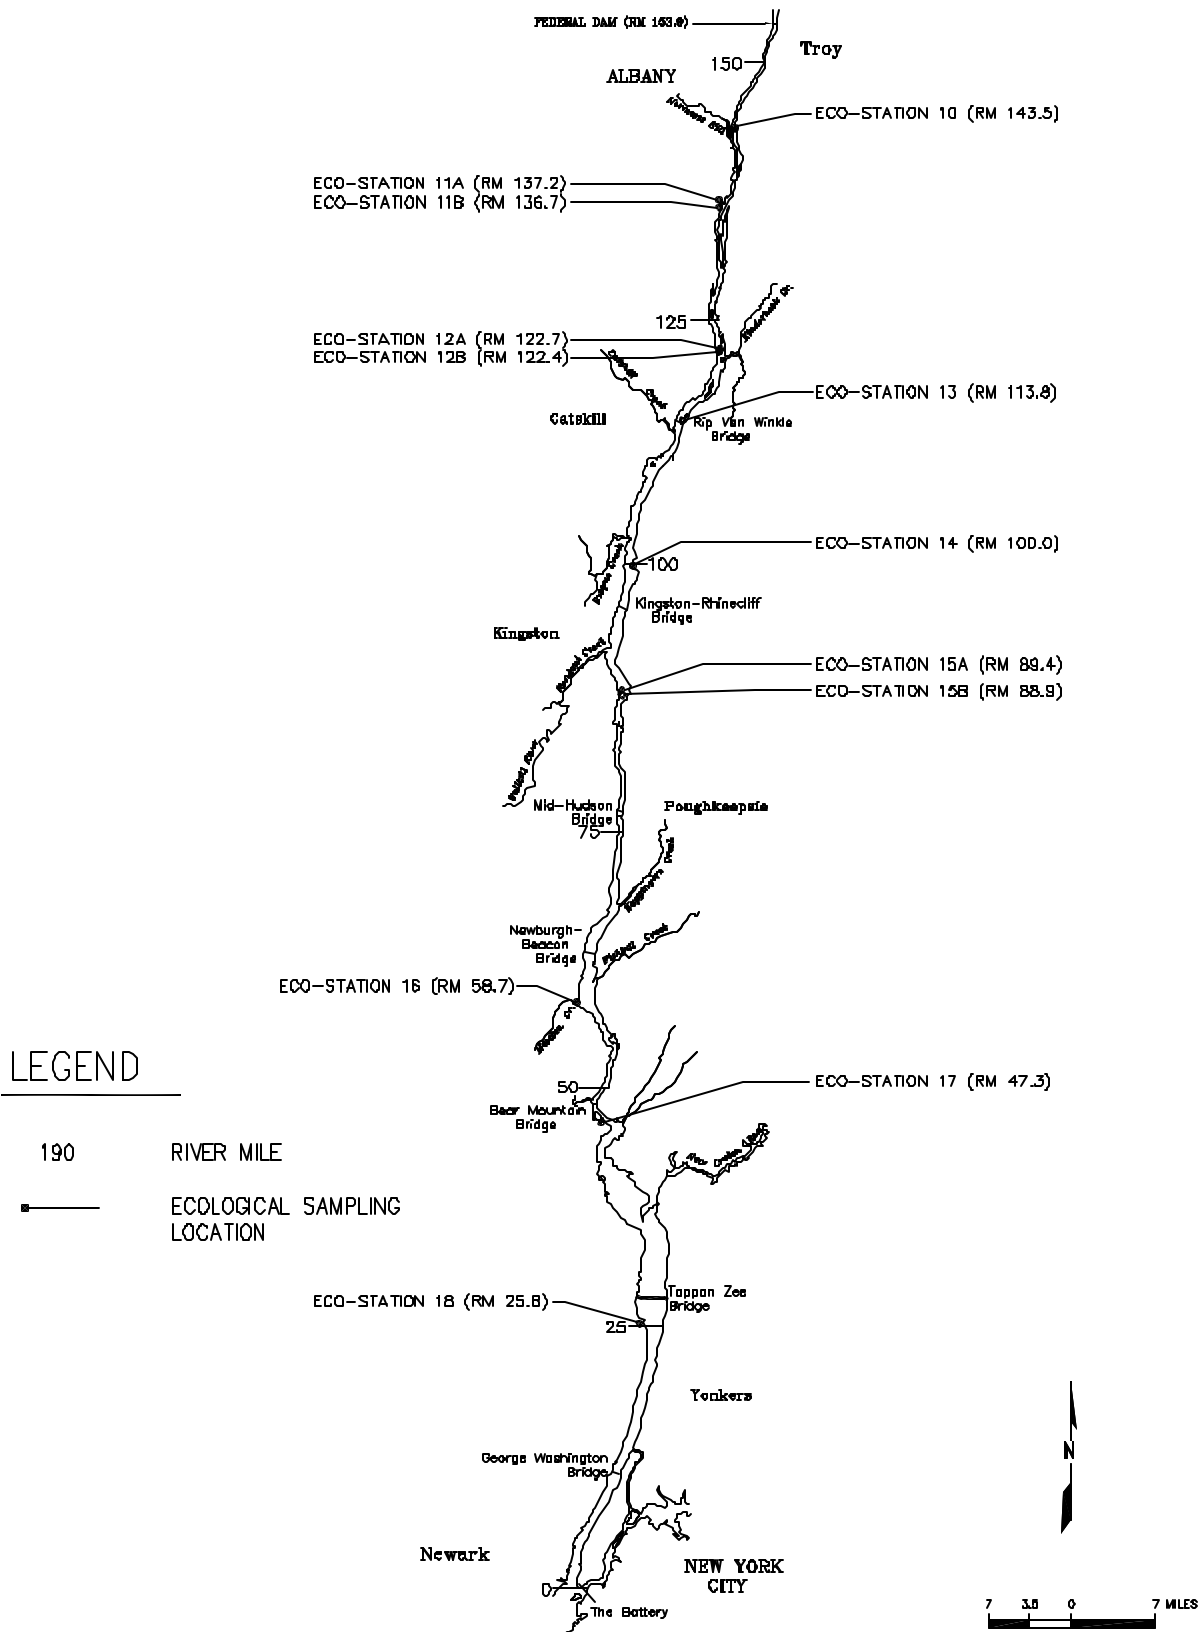 FEDERAL DAM (RM 153.9)
Troy
150
ALBANY
ECO-STATION 10 (RM 143.5)
ECO-STATION 11A (RM 137.2)
ECO-STATION 11B (RM 136.7)
125
ECO-STATION 12A (RM 122.7)
ECO-STATION 12B (RM 122.4)
ECO-STATION 13 (RM 113.8)
Catskill
Rip Van Winkle
Bridge
ECO-STATION 14 (RM 100.0)
100
Kingston-Rhinecliff
Bridge
Kingston
ECO-STATION 15A (RM 89.4)
ECO-STATION 15B (RM 88.9)
Mid-Hudson
Bridge
Poughkeepsie
75
Newburgh-
Beacon
Bridge
Fishkill Creek
ECO-STATION 16 (RM 58.7)
LEGEND
50
ECO-STATION 17 (RM 47.3)
Bear Mountain
Bridge
190
RIVER MILE
ECOLOGICAL SAMPLING
LOCATION
Tappan Zee
Bridge
ECO-STATION 18 (RM 25.8)
25
Yonkers
N
George Washington
Bridge
Newark
NEW YORK
CITY
0
The Battery
7 3.5 0 7 MILES